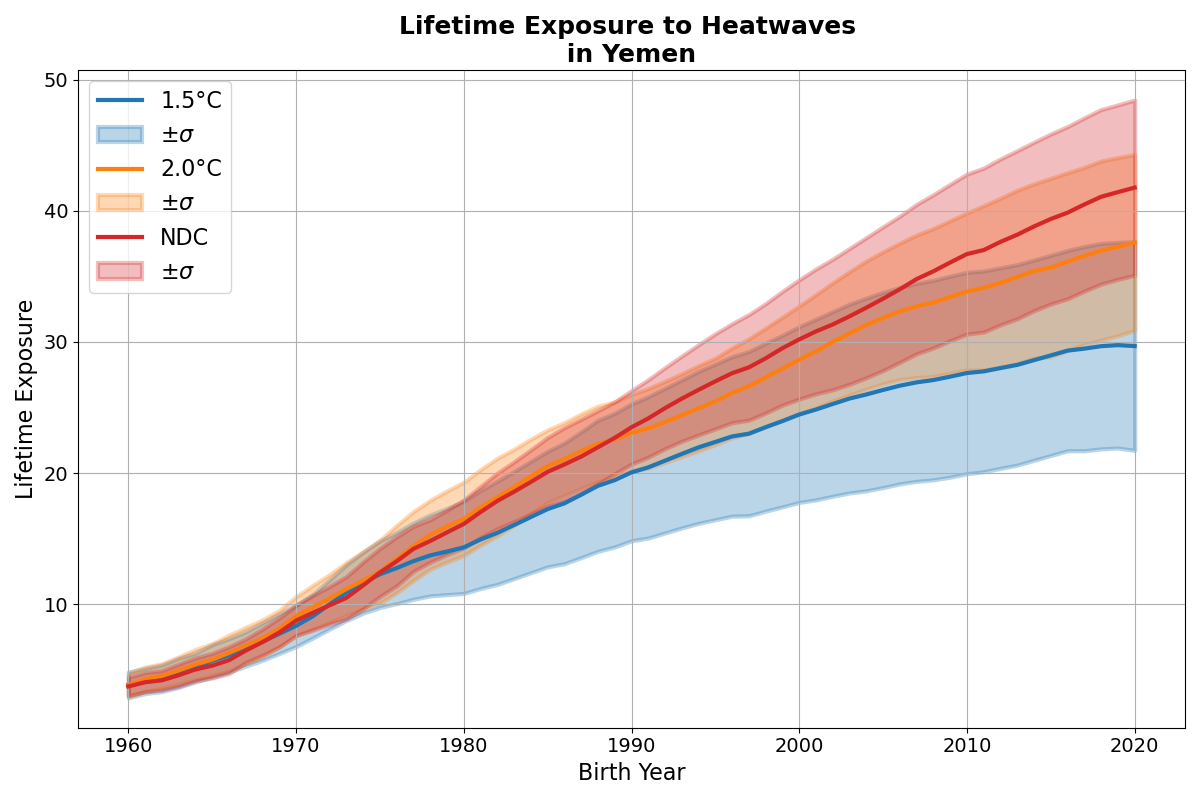 Lifetime Exposure to Heatwaves
in Yemen
50
40
30
20
10
Lifetime Exposure
1.5°C
±σ
2.0°C
±σ
NDC
±σ
1960
1970
1980
1990
2000
2010
2020
Birth Year